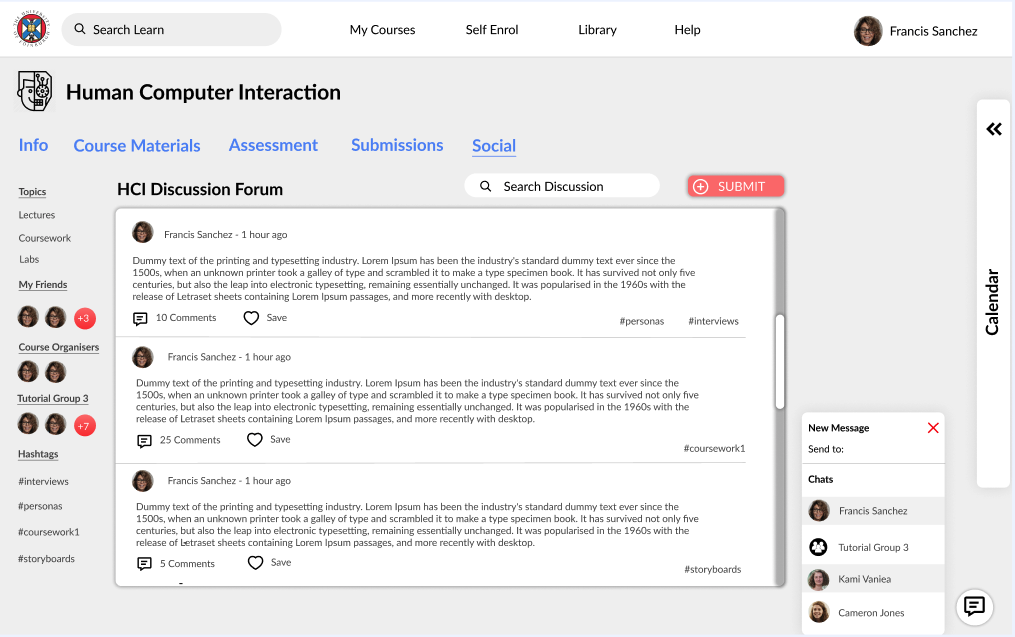 Search Learn
My Courses
Self Enrol
Library
Help
Francis Sanchez
Human Computer Interaction
Info
Course Materials
Assessment
Submissions
Social
Topics
Lectures
Coursework
Labs
My Friends
+3
Course Organisers
Tutorial Group 3
+7
Hashtags
#interviews
#personas
#coursework1
#storyboards
HCI Discussion Forum
Search Discussion
SUBMIT
Francis Sanchez - 1 hour ago
Dummy text of the printing and typesetting industry. Lorem Ipsum has been the industry's standard dummy text ever since the
1500s, when an unknown printer took a galley of type and scrambled it to make a type specimen book. It has survived not only five
centuries, but also the leap into electronic typesetting, remaining essentially unchanged. It was popularised in the 1960s with the
release of Letraset sheets containing Lorem Ipsum passages, and more recently with desktop.
10 Comments
Save
#personas
#interviews
Francis Sanchez - 1 hour ago
Dummy text of the printing and typesetting industry. Lorem Ipsum has been the industry's standard dummy text ever since the
1500s, when an unknown printer took a galley of type and scrambled it to make a type specimen book. It has survived not only five
centuries, but also the leap into electronic typesetting, remaining essentially unchanged. It was popularised in the 1960s with the
release of Letraset sheets containing Lorem Ipsum passages, and more recently with desktop.
25 Comments
Save
#coursework1
Francis Sanchez - 1 hour ago
Dummy text of the printing and typesetting industry. Lorem Ipsum has been the industry's standard dummy text ever since the
1500s, when an unknown printer took a galley of type and scrambled it to make a type specimen book. It has survived not only five
centuries, but also the leap into electronic typesetting, remaining essentially unchanged. It was popularised in the 1960s with the
release of Letraset sheets containing Lorem Ipsum passages, and more recently with desktop.
5 Comments
Save
#storyboards
Calendar
New Message
Send to:
Chats
Francis Sanchez
Tutorial Group 3
Kami Vaniea
Cameron Jones